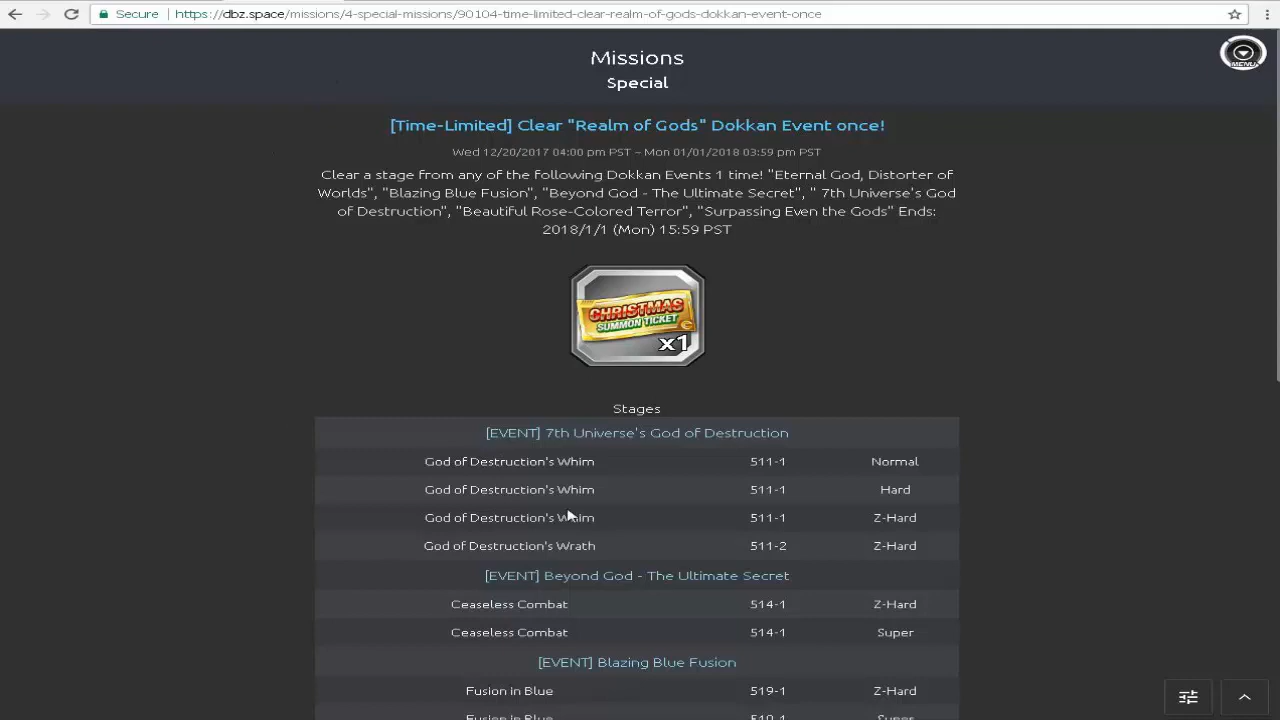 Secure | https://dbz.space/missions/4-special-missions/90104-time-limited-clear-realm-of-gods-dokkan-event-once
Missions
Special
MENU
[Time-Limited] Clear "Realm of Gods" Dokkan Event once!
Wed 12/20/2017 04:00 pm PST ~ Mon 01/01/2018 03:59 pm PST
Clear a stage from any of the following Dokkan Events 1 time! "Eternal God, Distorter of
Worlds", "Blazing Blue Fusion", "Beyond God - The Ultimate Secret", " 7th Universe's God
of Destruction", "Beautiful Rose-Colored Terror", "Surpassing Even the Gods" Ends:
2018/1/1 (Mon) 15:59 PST
CHRISTMAS
SUMMON TICKET
x1
Stages
[EVENT] 7th Universe's God of Destruction
God of Destruction's Whim 511-1 Normal
God of Destruction's Whim 511-1 Hard
God of Destruction's Whim 511-1 Z-Hard
God of Destruction's Wrath 511-2 Z-Hard
[EVENT] Beyond God - The Ultimate Secret
Ceaseless Combat 514-1 Z-Hard
Ceaseless Combat 514-1 Super
[EVENT] Blazing Blue Fusion
Fusion in Blue 519-1 Z-Hard
Fusion in Blue 519-1 Super